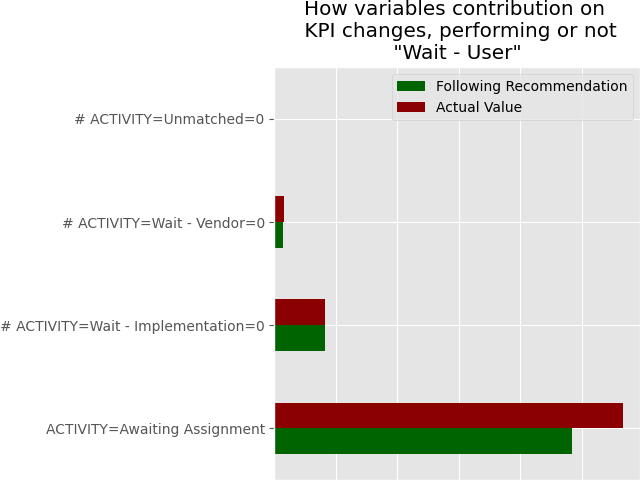 How variables contribution on
KPI changes, performing or not
"Wait - User"
Following Recommendation
Actual Value
# ACTIVITY=Unmatched=0
# ACTIVITY=Wait - Vendor=0
# ACTIVITY=Wait - Implementation=0
ACTIVITY=Awaiting Assignment